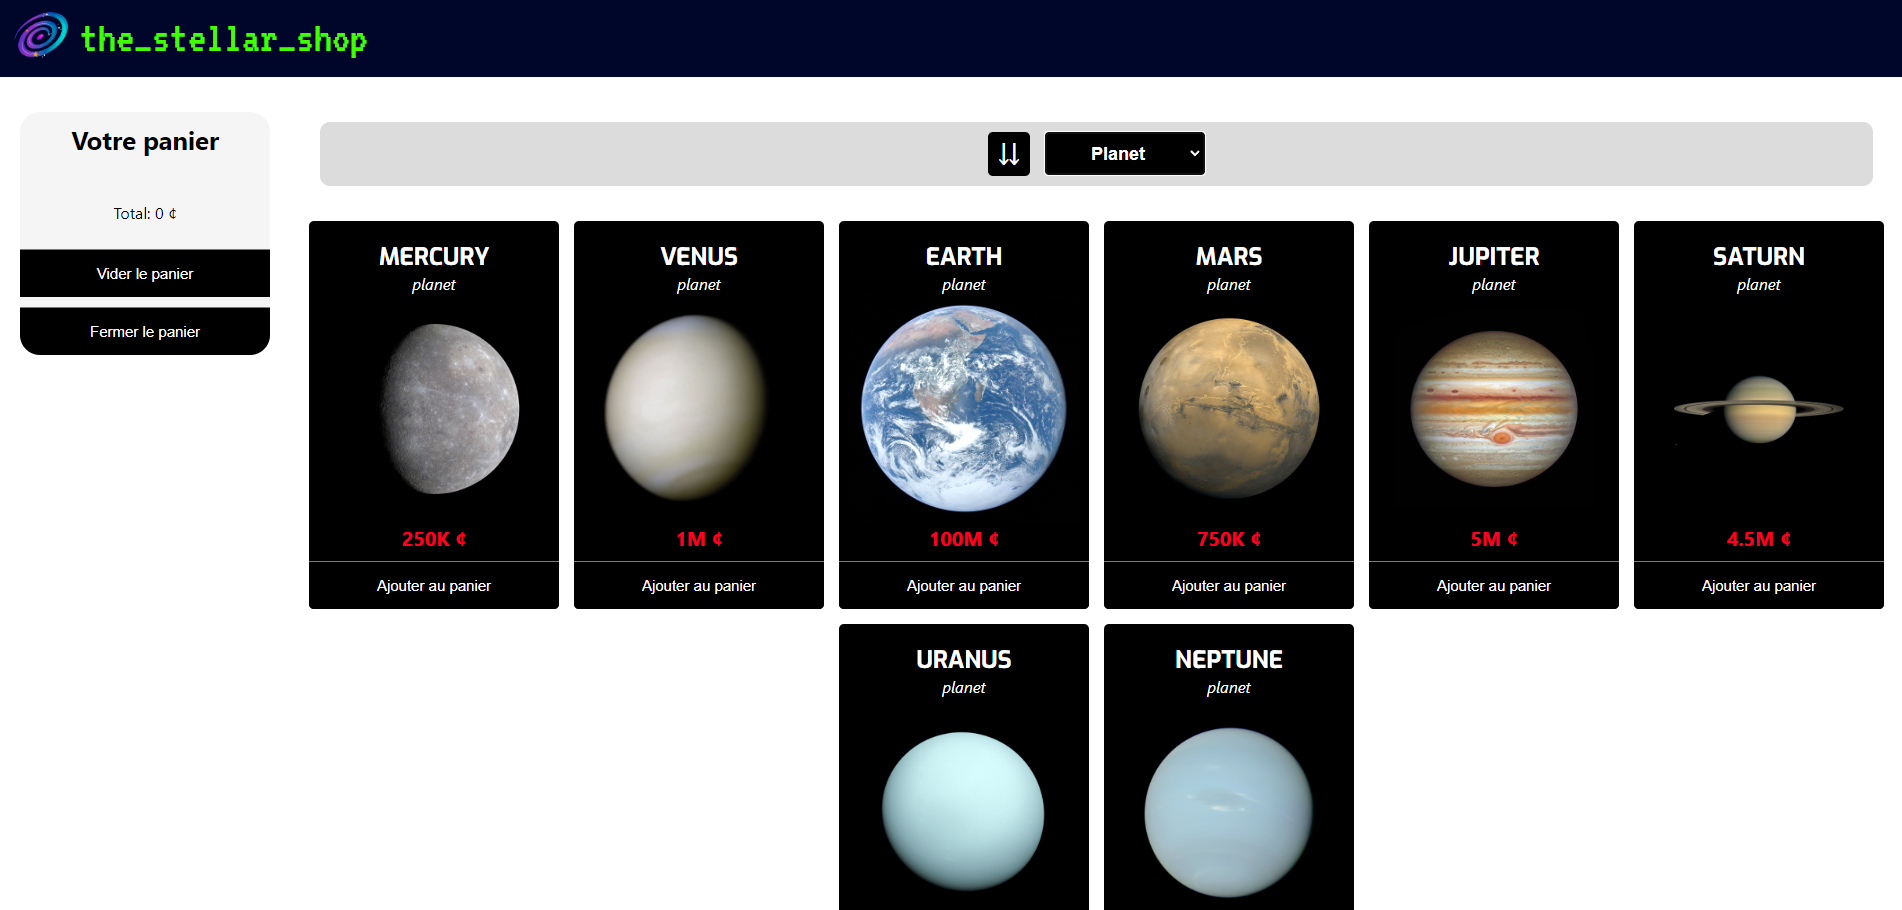 the_stellar_shop
Votre panier
Total: 0 ¢
Vider le panier
Fermer le panier
Planet
MERCURY
planet
250K ¢
Ajouter au panier
VENUS
planet
1M ¢
Ajouter au panier
EARTH
planet
100M ¢
Ajouter au panier
MARS
planet
750K ¢
Ajouter au panier
JUPITER
planet
5M ¢
Ajouter au panier
SATURN
planet
4.5M ¢
Ajouter au panier
URANUS
planet
NEPTUNE
planet